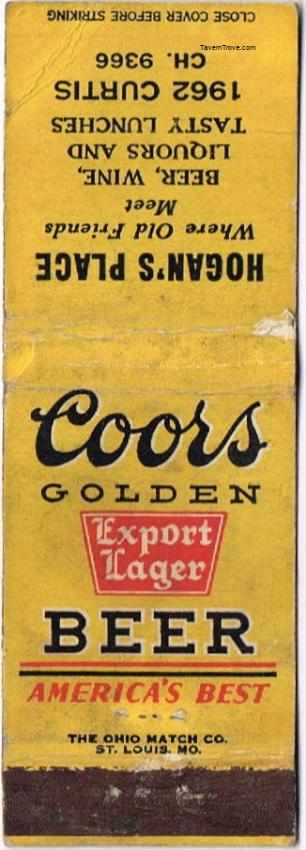 CLOSE COVER BEFORE STRIKING
TavernTrove.com
HOGAN'S PLACE
Where Old Friends
Meet
BEER, WINE,
LIQUORS AND
TASTY LUNCHES
1962 CURTIS
CH. 9366
Coors
GOLDEN
Export
Lager
BEER
AMERICA'S BEST
THE OHIO MATCH CO.
ST. LOUIS, MO.